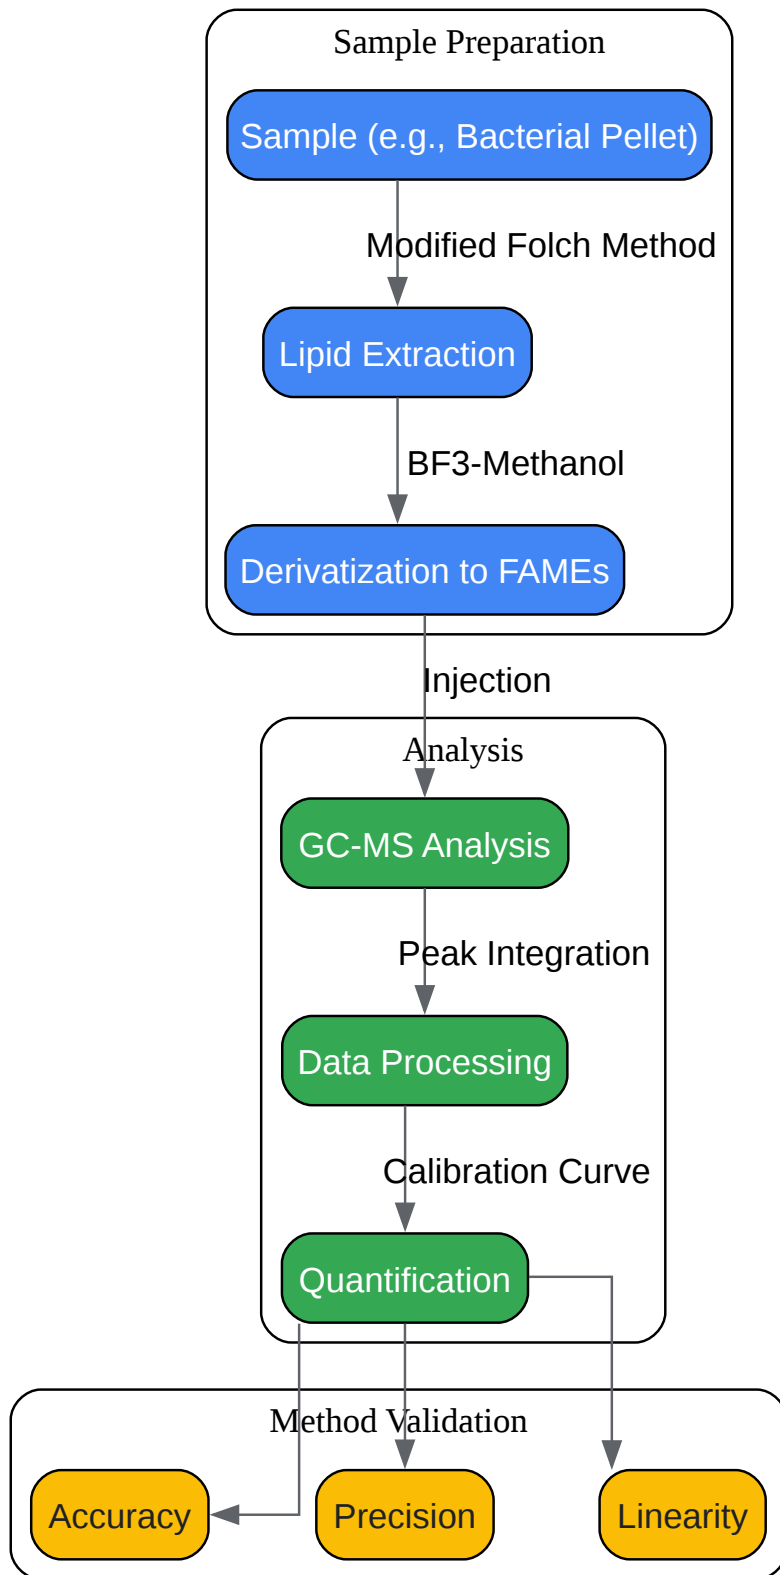 Sample Preparation
Sample (e.g., Bacterial Pellet)
Modified Folch Method
Lipid Extraction
BF3-Methanol
Derivatization to FAMEs
Injection
Analysis
GC-MS Analysis
Peak Integration
Data Processing
Calibration Curve
Quantification
Method Validation
Accuracy
Precision
Linearity